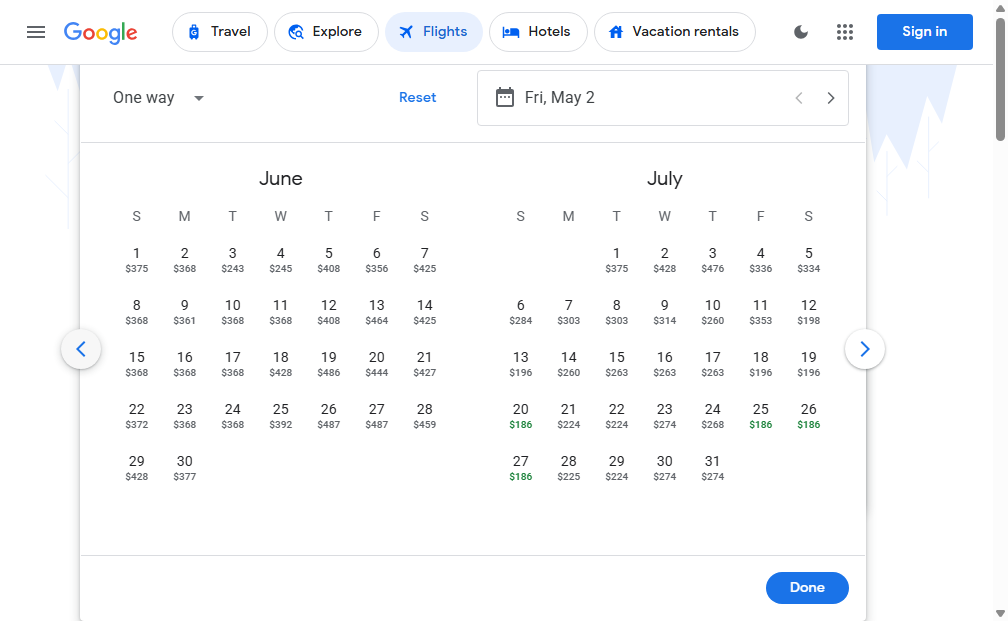 Google Travel Explore Flights Hotels Vacation rentals Sign in
One way Reset Fri, May 2
June
S M T W T F S
1 2 3 4 5 6 7
$375 $368 $243 $245 $408 $356 $425
8 9 10 11 12 13 14
$368 $361 $368 $368 $408 $464 $425
15 16 17 18 19 20 21
$368 $368 $368 $428 $486 $444 $427
22 23 24 25 26 27 28
$372 $368 $368 $392 $487 $487 $459
29 30
$428 $377
July
S M T W T F S
1 2 3 4 5
$375 $428 $476 $336 $334
6 7 8 9 10 11 12
$284 $303 $303 $314 $260 $353 $198
13 14 15 16 17 18 19
$196 $260 $263 $263 $263 $196 $196
20 21 22 23 24 25 26
$186 $224 $224 $274 $268 $186 $186
27 28 29 30 31
$186 $225 $224 $274 $274
Done